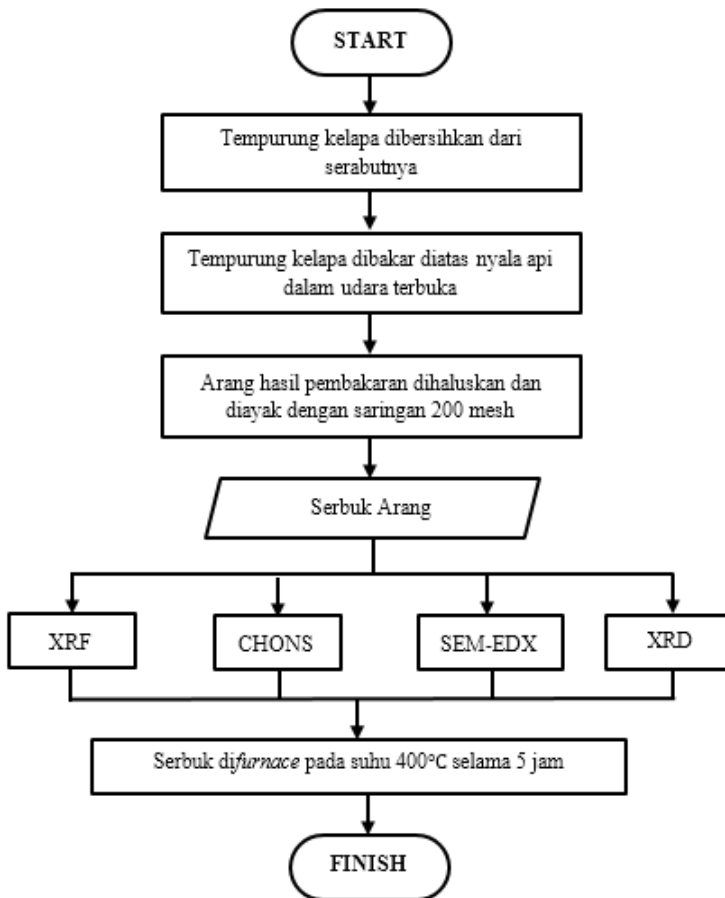 START
Tempurung kelapa dibersihkan dari
serabutnya
Tempurung kelapa dibakar diatas nyala api
dalam udara terbuka
Arang hasil pembakaran dihaluskan dan
diayak dengan saringan 200 mesh
Serbuk Arang
XRF
CHONS
SEM-EDX
XRD
Serbuk difurnace pada suhu 400°C selama 5 jam
FINISH